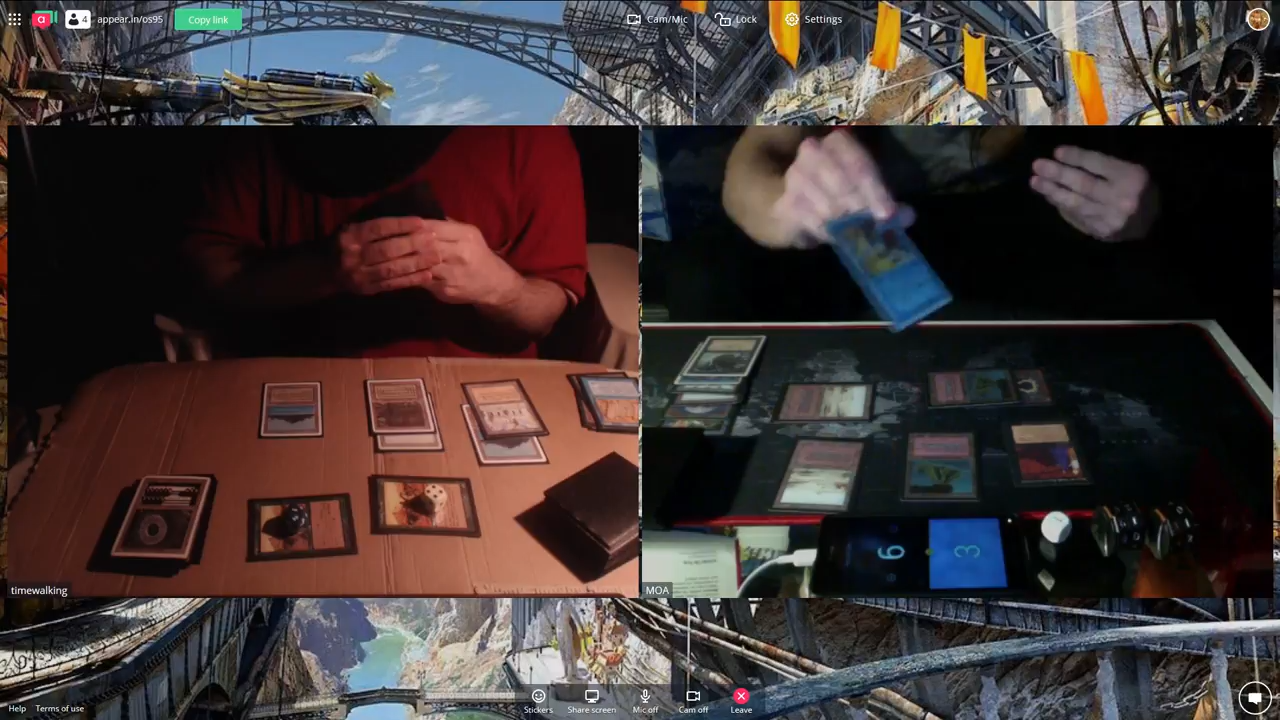 4 appear.in/os95 Copy link Cam/Mic Lock Settings
timewalking
MOA
6 3
Help Terms of use Stickers Share screen Mic off Cam off Leave